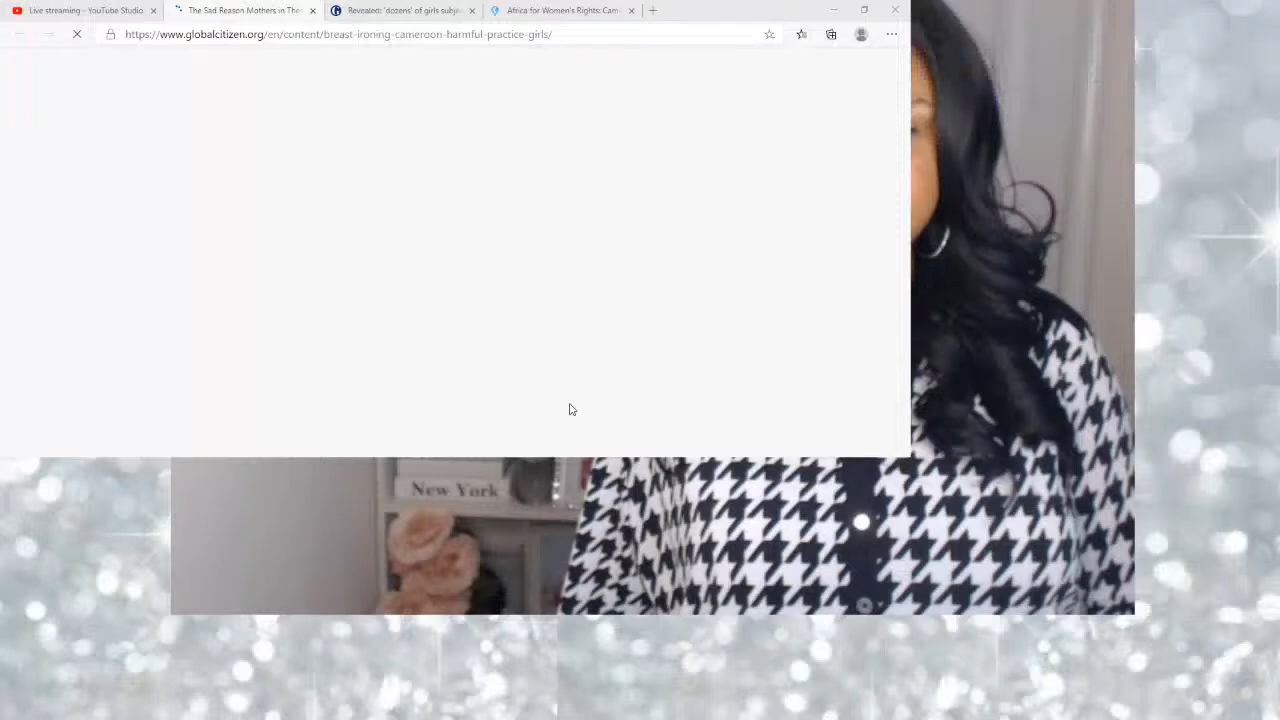 Live streaming - YouTube Studio
The Sad Reason Mothers in The
Revealed: 'dozens' of girls subje
Africa for Women's Rights: Cam
https://www.globalcitizen.org/en/content/breast-ironing-cameroon-harmful-practice-girls/
New York